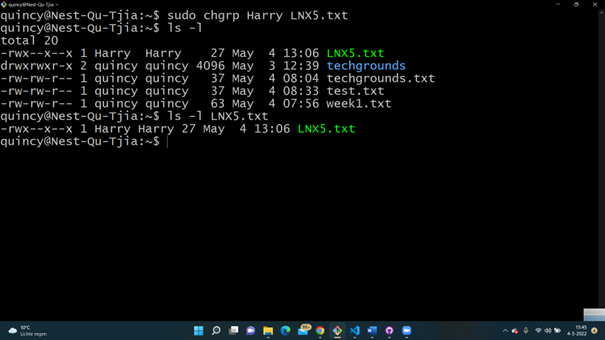 quincy@Nest-Qu-Tjia: ~
quincy@Nest-Qu-Tjia:~$ sudo chgrp Harry LNX5.txt
quincy@Nest-Qu-Tjia:~$ ls -l
total 20
-rwx--x--x 1 Harry  Harry    27 May  4 13:06 LNX5.txt
drwxrwxr-x 2 quincy quincy 4096 May  3 12:39 techgrounds
-rw-rw-r-- 1 quincy quincy   37 May  4 08:04 techgrounds.txt
-rw-rw-r-- 1 quincy quincy   37 May  4 08:33 test.txt
-rw-rw-r-- 1 quincy quincy   63 May  4 07:56 week1.txt
quincy@Nest-Qu-Tjia:~$ ls -l LNX5.txt
-rwx--x--x 1 Harry Harry 27 May  4 13:06 LNX5.txt
quincy@Nest-Qu-Tjia:~$
10°C
Lichte regen
15:45
4-5-2022